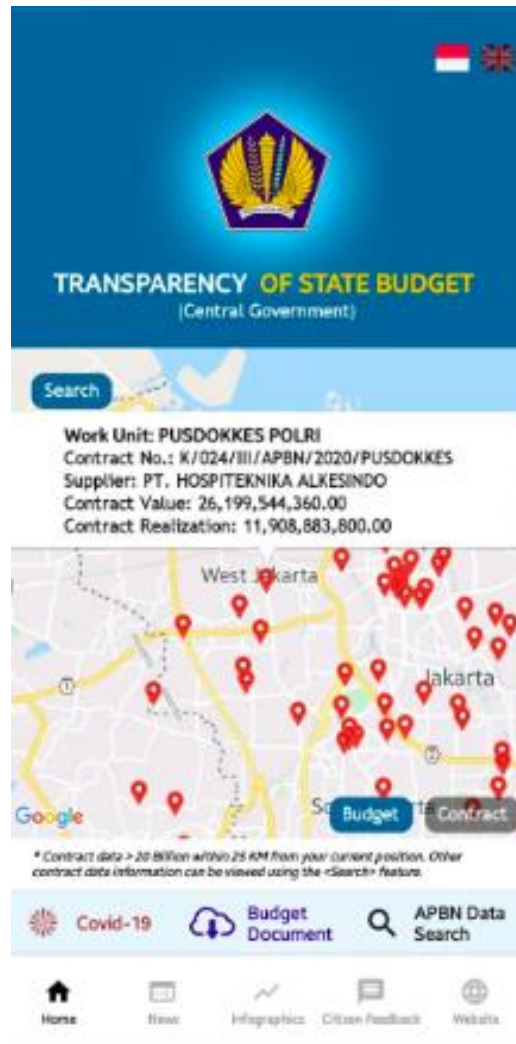 TRANSPARENCY OF STATE BUDGET
(Central Government)
Search
Work Unit: PUSDOKKES POLRI
Contract No.: K/024/III/APBN/2020/PUSDOKKES
Supplier: PT. HOSPITEKNIKA ALKESINDO
Contract Value: 26,199,544,360.00
Contract Realization: 11,908,883,800.00
West Jakarta
Jakarta
Google
Budget
Contract
* Contract data > 20 Billion within 25 KM from your current position. Other
contract data information can be viewed using the <Search> feature.
Covid-19
Budget
Document
APBN Data
Search
Home
News
Infographics
Citizen Feedback
Website